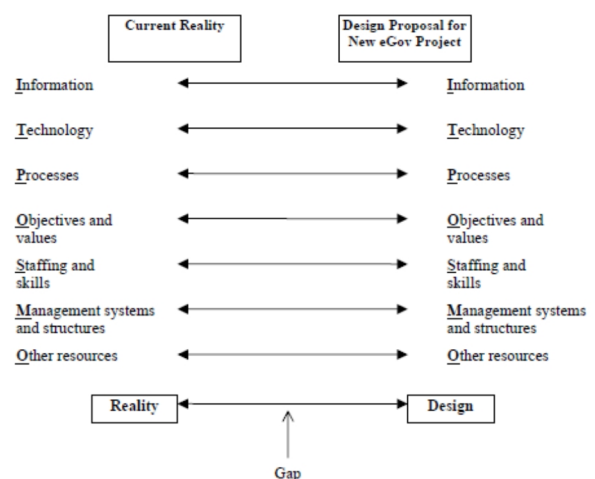 Current Reality
Design Proposal for
New eGov Project
Information
Information
Technology
Technology
Processes
Processes
Objectives and
values
Objectives and
values
Staffing and
skills
Staffing and
skills
Management systems
and structures
Management systems
and structures
Other resources
Other resources
Reality
Design
Gap